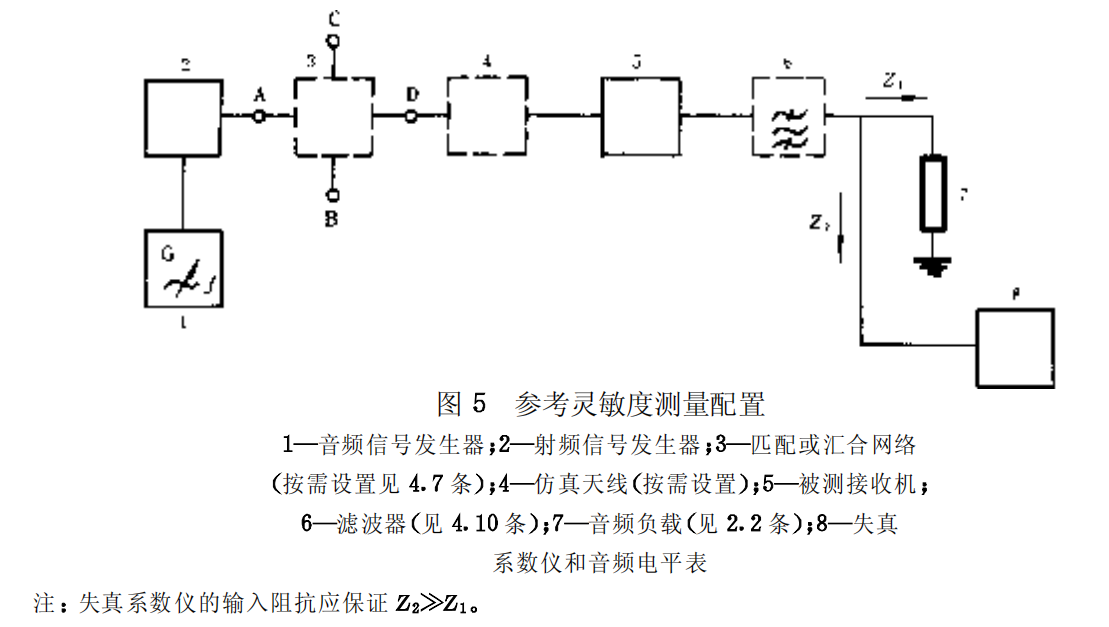 C
2
3
4
5
6
Z₁
A
D
B
Z₂
7
G
1
8
图 5 参考灵敏度测量配置
1—音频信号发生器;2—射频信号发生器;3—匹配或汇合网络
(按需设置见 4.7 条);4—仿真天线(按需设置);5—被测接收机;
6—滤波器(见 4.10 条);7—音频负载(见 2.2 条);8—失真
系数仪和音频电平表
注:失真系数仪的输入阻抗应保证 Z₂≫Z₁。